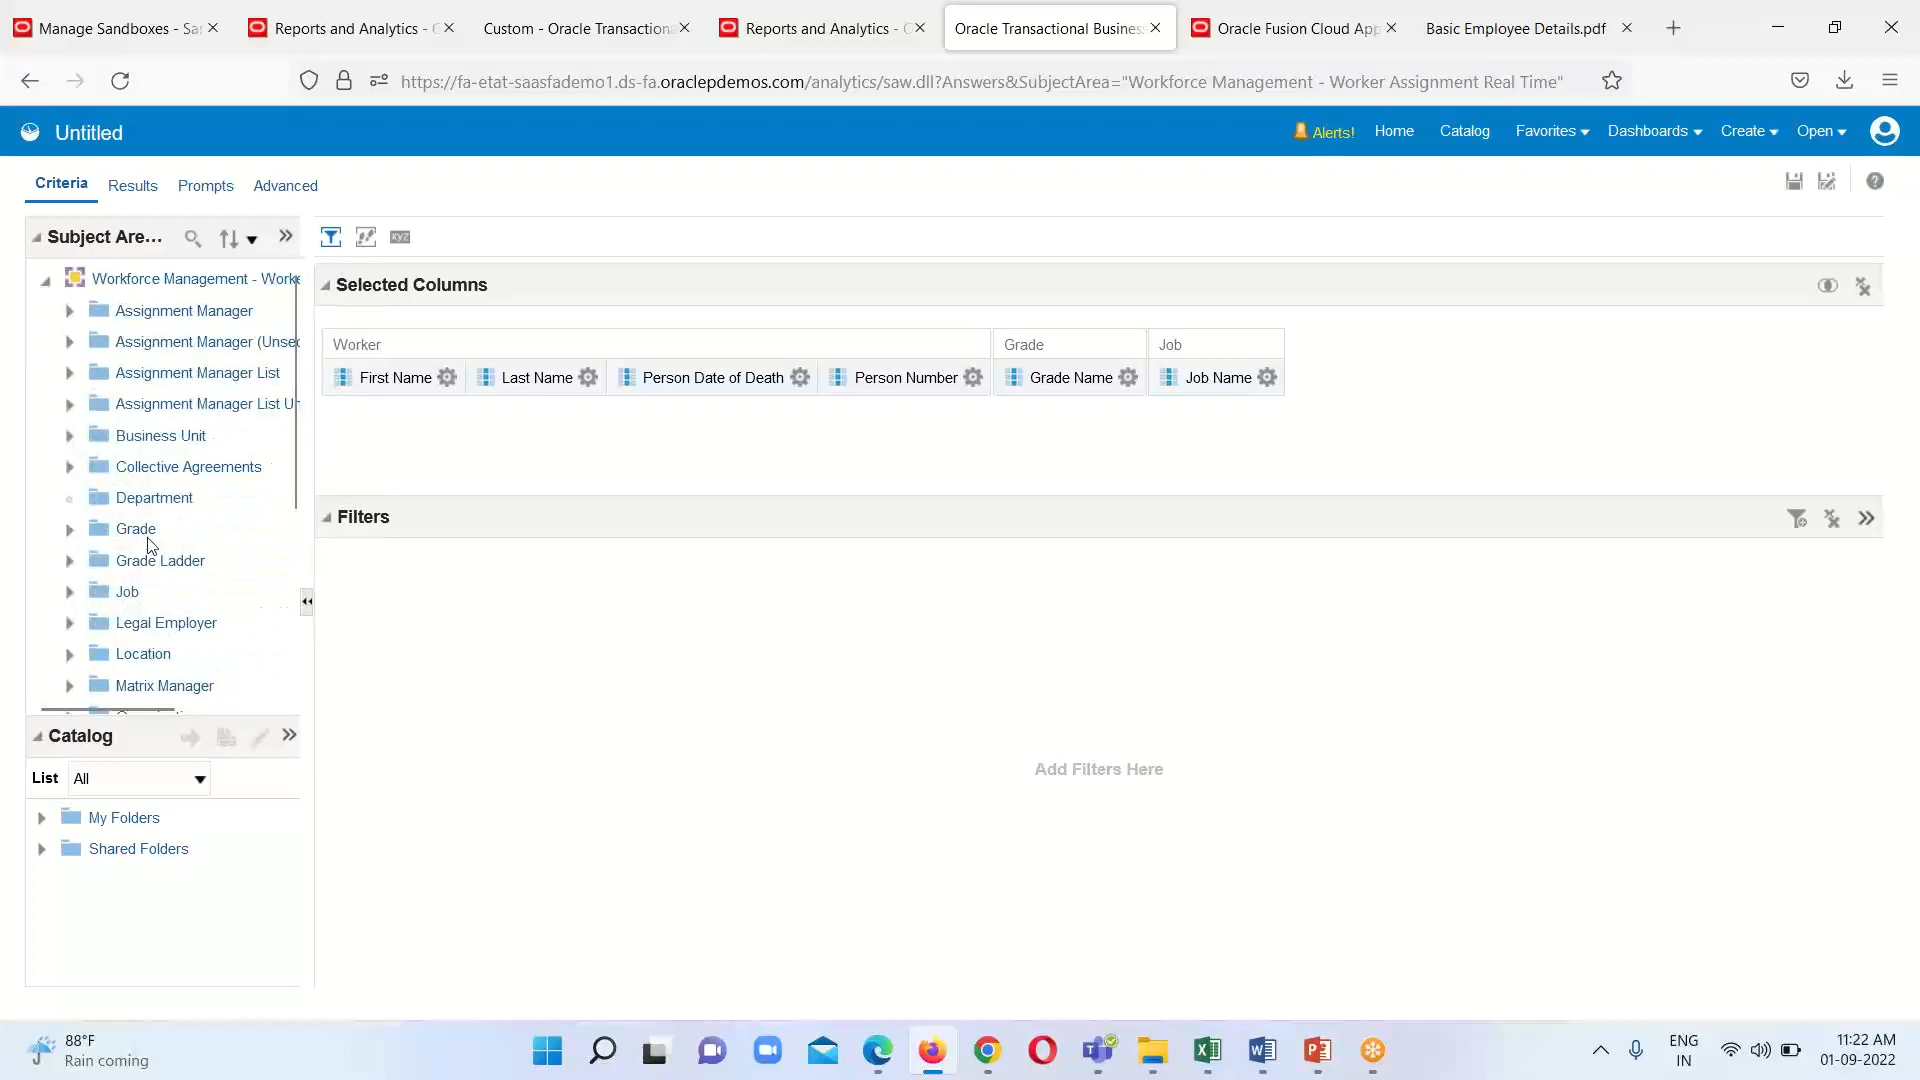 Manage Sandboxes - Sa
Reports and Analytics - O
Custom - Oracle Transactiona
Reports and Analytics - O
Oracle Transactional Business
Oracle Fusion Cloud App
Basic Employee Details.pdf
https://fa-etat-saasfademo1.ds-fa.oraclepdemos.com/analytics/saw.dll?Answers&SubjectArea="Workforce Management - Worker Assignment Real Time"
Untitled
Alerts!
Home
Catalog
Favorites
Dashboards
Create
Open
Criteria
Results
Prompts
Advanced
Subject Are...
Workforce Management - Worke
Assignment Manager
Assignment Manager (Unsec
Assignment Manager List
Assignment Manager List Un
Business Unit
Collective Agreements
Department
Grade
Grade Ladder
Job
Legal Employer
Location
Matrix Manager
Selected Columns
Worker
Grade
Job
First Name
Last Name
Person Date of Death
Person Number
Grade Name
Job Name
xyz
Filters
Add Filters Here
Catalog
List
All
My Folders
Shared Folders
88°F
Rain coming
ENG
IN
11:22 AM
01-09-2022